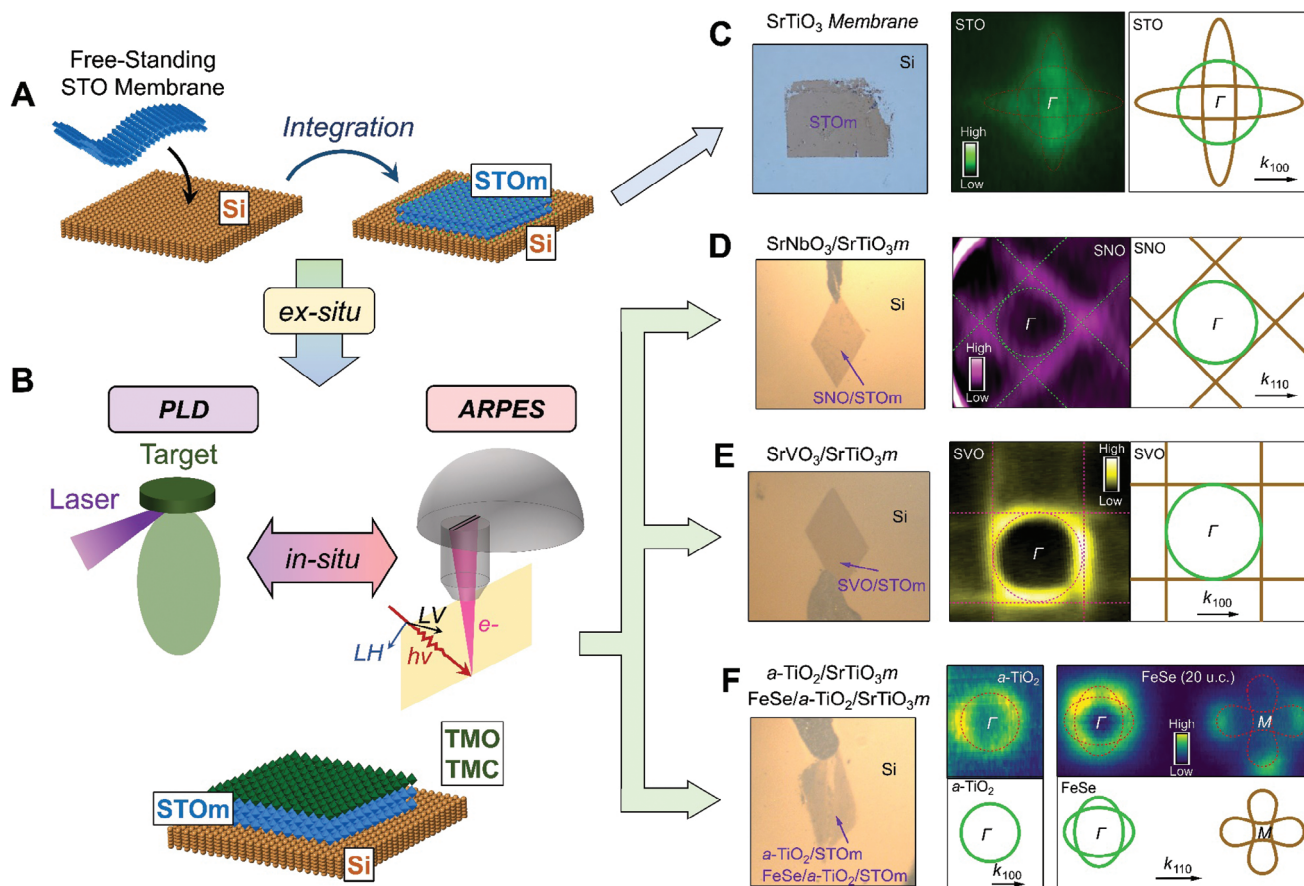 A
Free-Standing
STO Membrane
Integration
Si
STOm
Si
ex-situ
B
PLD
Target
Laser
in-situ
ARPES
LV
LH
hν
e-
TMO
TMC
STOm
Si
C
SrTiO3 Membrane
Si
STOm
STO
Γ
High
Low
STO
Γ
k100
D
SrNbO3/SrTiO3m
Si
SNO/STOm
SNO
Γ
High
Low
SNO
Γ
k110
E
SrVO3/SrTiO3m
Si
SVO/STOm
SVO
High
Low
Γ
SVO
Γ
k100
F
a-TiO2/SrTiO3m
FeSe/a-TiO2/SrTiO3m
Si
a-TiO2/STOm
FeSe/a-TiO2/STOm
a-TiO2
Γ
FeSe (20 u.c.)
Γ
High
Low
M
a-TiO2
Γ
k100
FeSe
Γ
k110
M